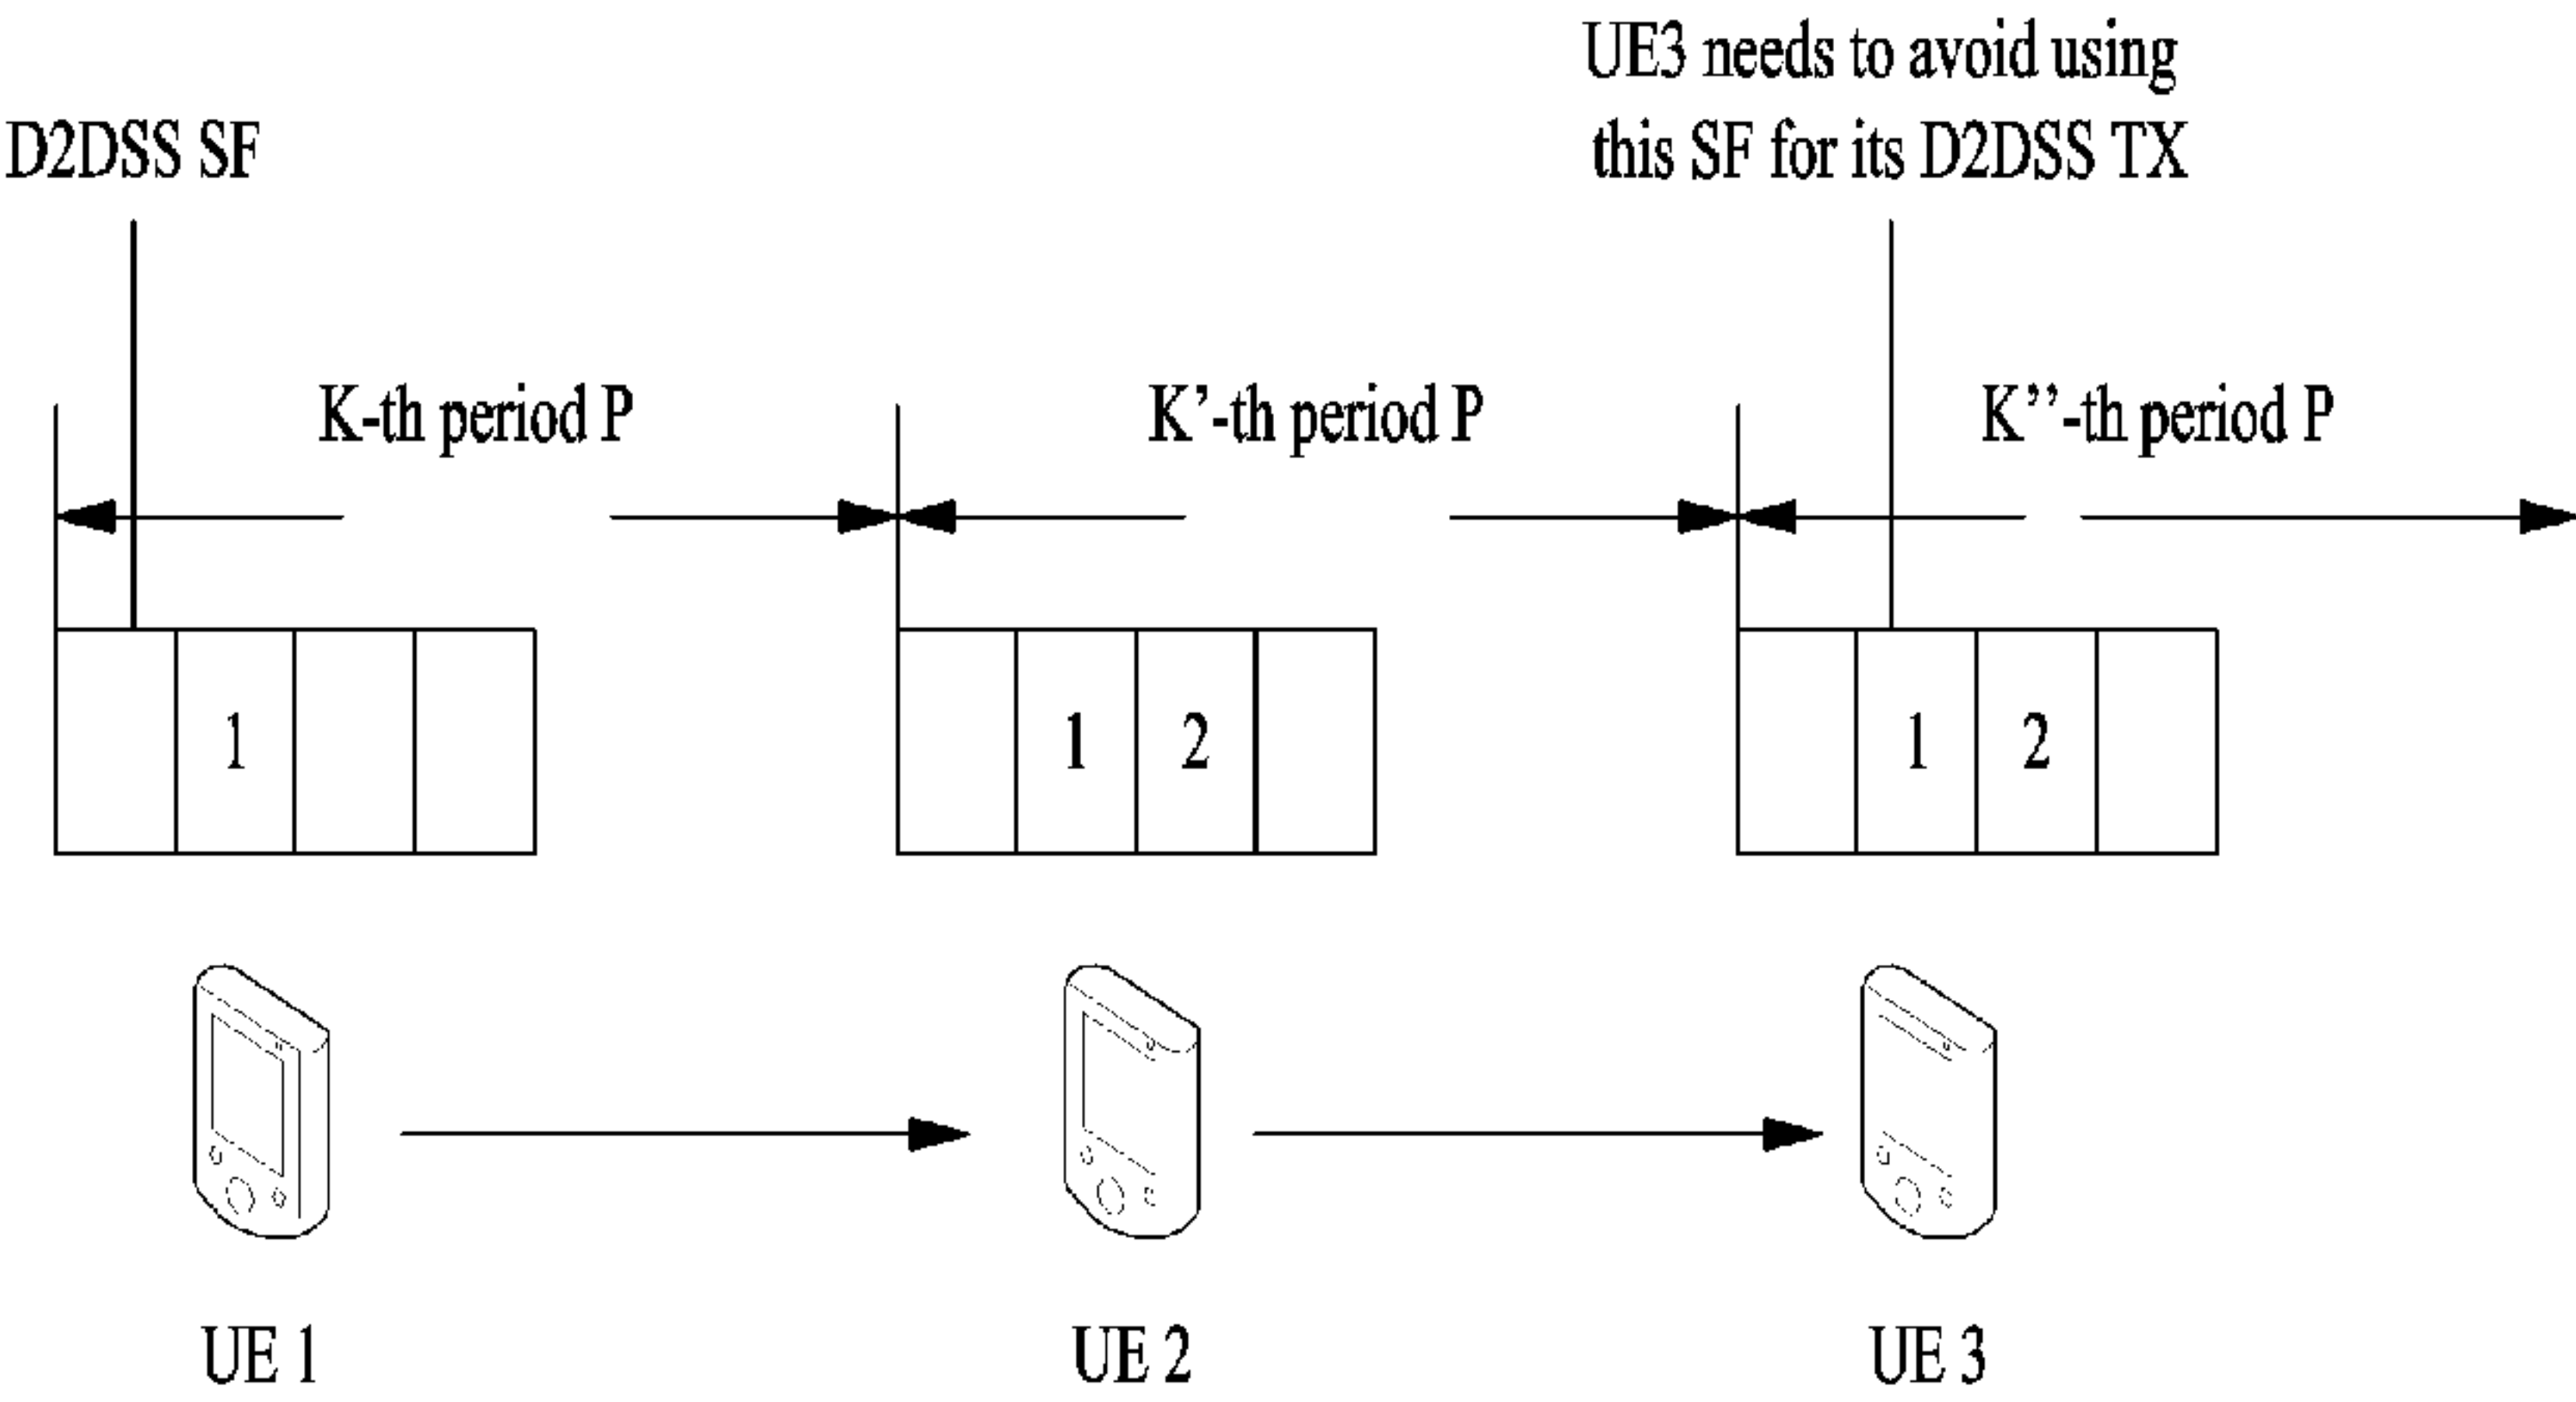 UE3 needs to avoid using
this SF for its D2DSS TX
D2DSS SF
K-th period P
K’-th period P
K’’-th period P
1
1
2
1
2
UE 1
UE 2
UE 3